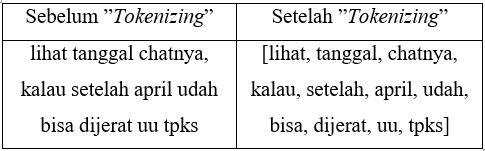 Sebelum ”Tokenizing”
Setelah ”Tokenizing”
lihat tanggal chatnya,
kalau setelah april udah
bisa dijerat uu tpks
[lihat, tanggal, chatnya,
kalau, setelah, april, udah,
bisa, dijerat, uu, tpks]